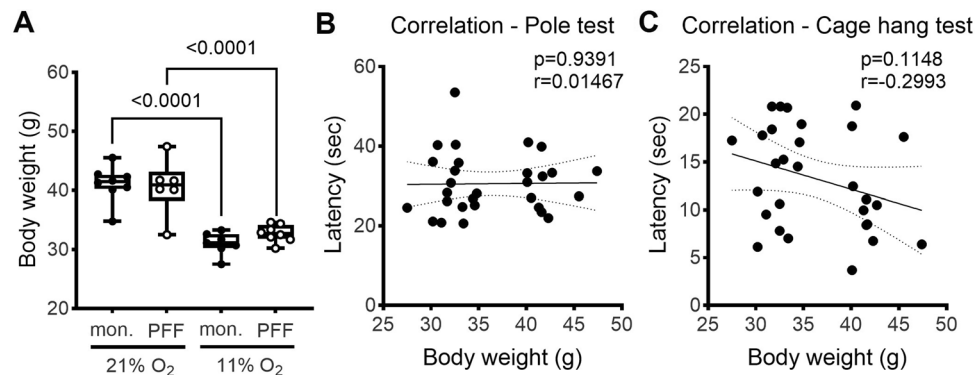 A
<0.0001
<0.0001
Body weight (g)
60
50
40
30
20
mon.
PFF
mon.
PFF
21% O2
11% O2
B
Correlation - Pole test
p=0.9391
r=0.01467
Latency (sec)
60
40
20
0
25
30
35
40
45
50
Body weight (g)
C
Correlation - Cage hang test
p=0.1148
r=-0.2993
Latency (sec)
25
20
15
10
5
0
25
30
35
40
45
50
Body weight (g)